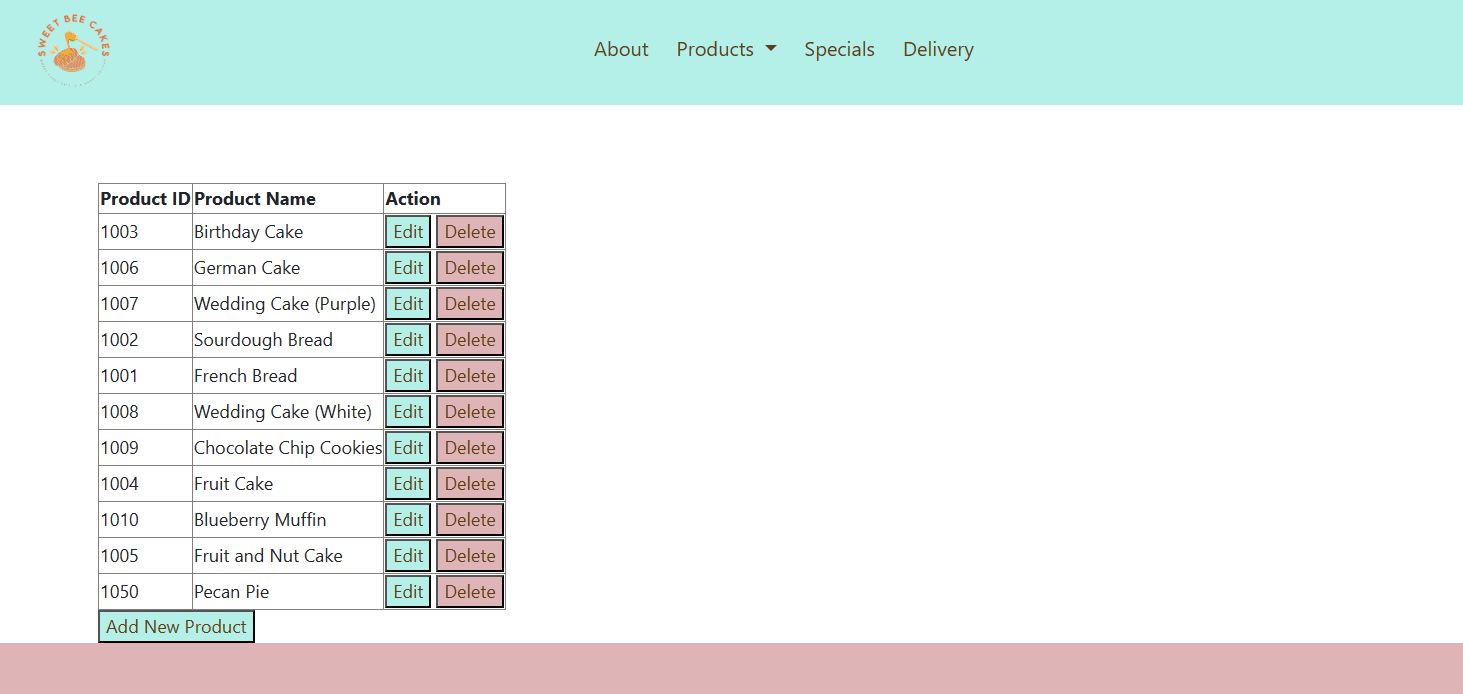 SWEET BEE CAKES
About Products Specials Delivery
Product ID Product Name Action
1003 Birthday Cake Edit Delete
1006 German Cake Edit Delete
1007 Wedding Cake (Purple) Edit Delete
1002 Sourdough Bread Edit Delete
1001 French Bread Edit Delete
1008 Wedding Cake (White) Edit Delete
1009 Chocolate Chip Cookies Edit Delete
1004 Fruit Cake Edit Delete
1010 Blueberry Muffin Edit Delete
1005 Fruit and Nut Cake Edit Delete
1050 Pecan Pie Edit Delete
Add New Product